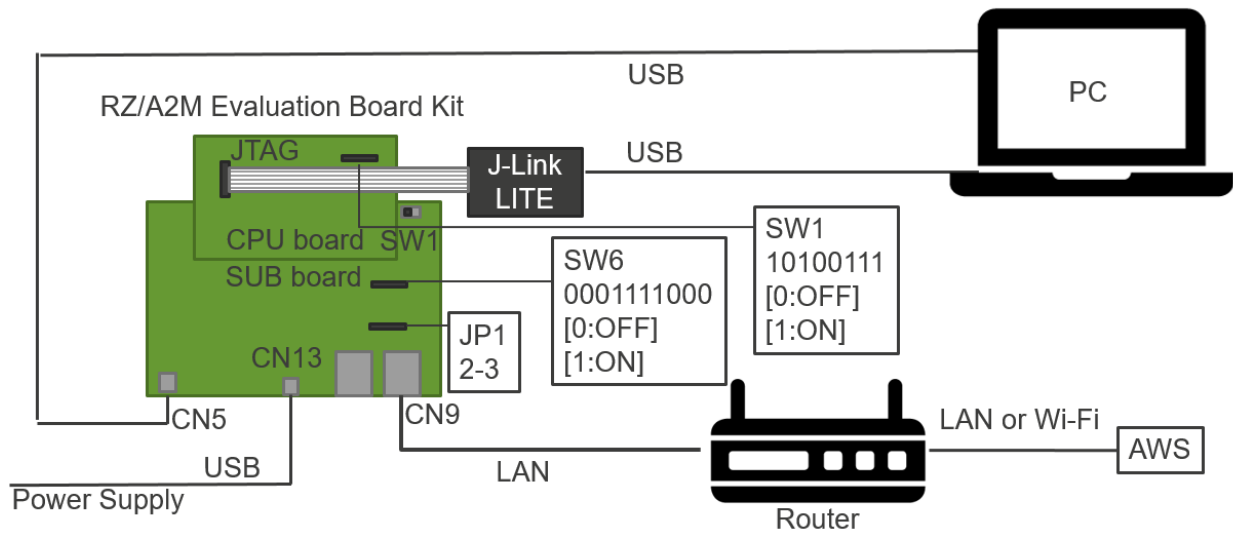 USB
PC
RZ/A2M Evaluation Board Kit
JTAG
J-Link
LITE
USB
CPU board
SW1
SUB board
SW1
10100111
[0:OFF]
[1:ON]
SW6
0001111000
[0:OFF]
[1:ON]
JP1
2-3
CN13
CN5
CN9
USB
Power Supply
LAN
LAN or Wi-Fi
AWS
Router